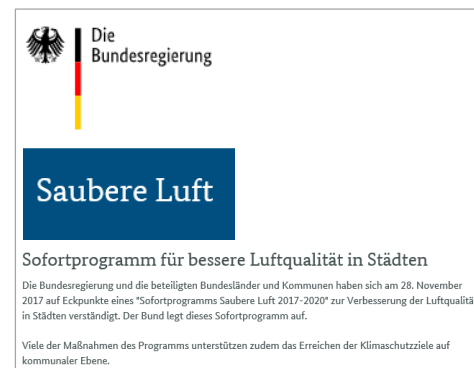 Die
Bundesregierung
Saubere Luft
Sofortprogramm für bessere Luftqualität in Städten
Die Bundesregierung und die beteiligten Bundesländer und Kommunen haben sich am 28. November
2017 auf Eckpunkte eines "Sofortprogramms Saubere Luft 2017-2020" zur Verbesserung der Luftqualitä
in Städten verständigt. Der Bund legt dieses Sofortprogramm auf.
Viele der Maßnahmen des Programms unterstützen zudem das Erreichen der Klimaschutzziele auf
kommunaler Ebene.